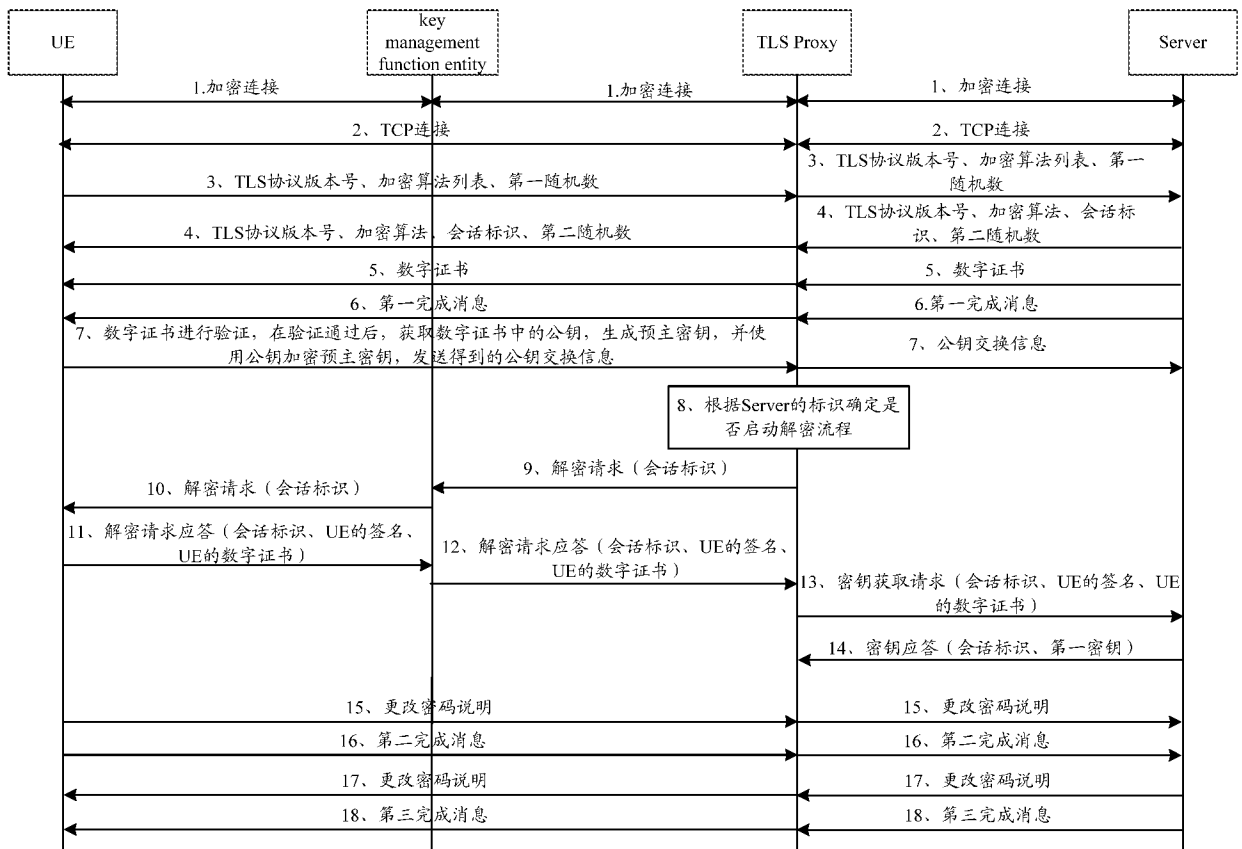 UE
key
management
function entity
TLS Proxy
Server
1.加密连接
1.加密连接
1、加密连接
2、TCP连接
2、TCP连接
3、TLS协议版本号、加密算法列表、第一随机数
3、TLS协议版本号、加密算法列表、第一
随机数
4、TLS协议版本号、加密算法、会话标识、第二随机数
4、TLS协议版本号、加密算法、会话标
识、第二随机数
5、数字证书
5、数字证书
6、第一完成消息
6.第一完成消息
7、数字证书进行验证，在验证通过后，获取数字证书中的公钥，生成预主密钥，并使
用公钥加密预主密钥，发送得到的公钥交换信息
7、公钥交换信息
8、根据Server的标识确定是
否启动解密流程
9、解密请求（会话标识）
10、解密请求（会话标识）
11、解密请求应答（会话标识、UE的签名、
UE的数字证书）
12、解密请求应答（会话标识、UE的签名、
UE的数字证书）
13、密钥获取请求（会话标识、UE的签名、UE
的数字证书）
14、密钥应答（会话标识、第一密钥）
15、更改密码说明
15、更改密码说明
16、第二完成消息
16、第二完成消息
17、更改密码说明
17、更改密码说明
18、第三完成消息
18、第三完成消息